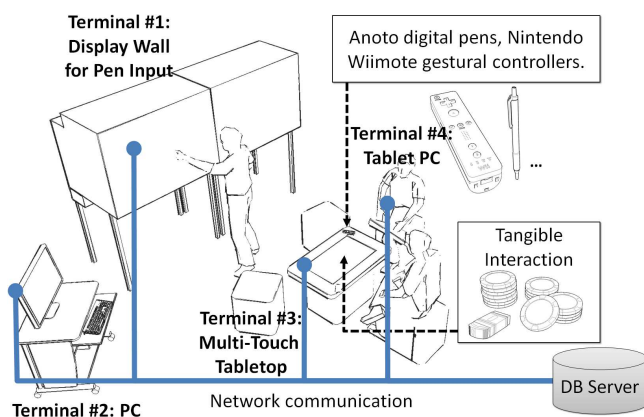 Terminal #1:
Display Wall
for Pen Input
Anoto digital pens, Nintendo
Wiimote gestural controllers.
Terminal #4:
Tablet PC
...
Tangible
Interaction
Terminal #3:
Multi-Touch
Tabletop
DB Server
Network communication
Terminal #2: PC